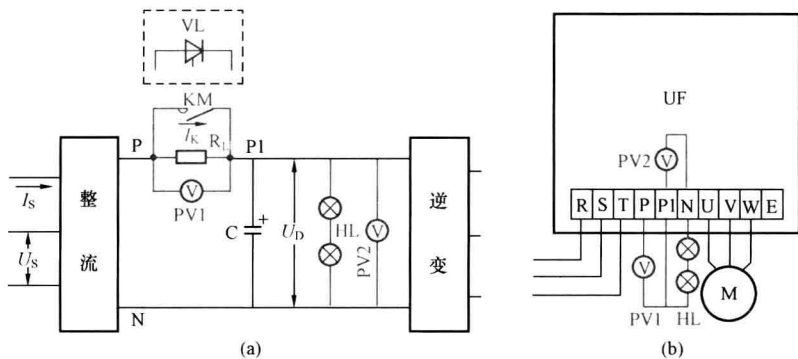 VL
KM
I_K
R_L
P
P1
PV1
I_S
U_S
整
流
C
+
U_D
HL
PV2
逆
变
N
(a)
UF
PV2
V
R S T P P1 N U V W E
V
PV1
HL
M
(b)
V
V